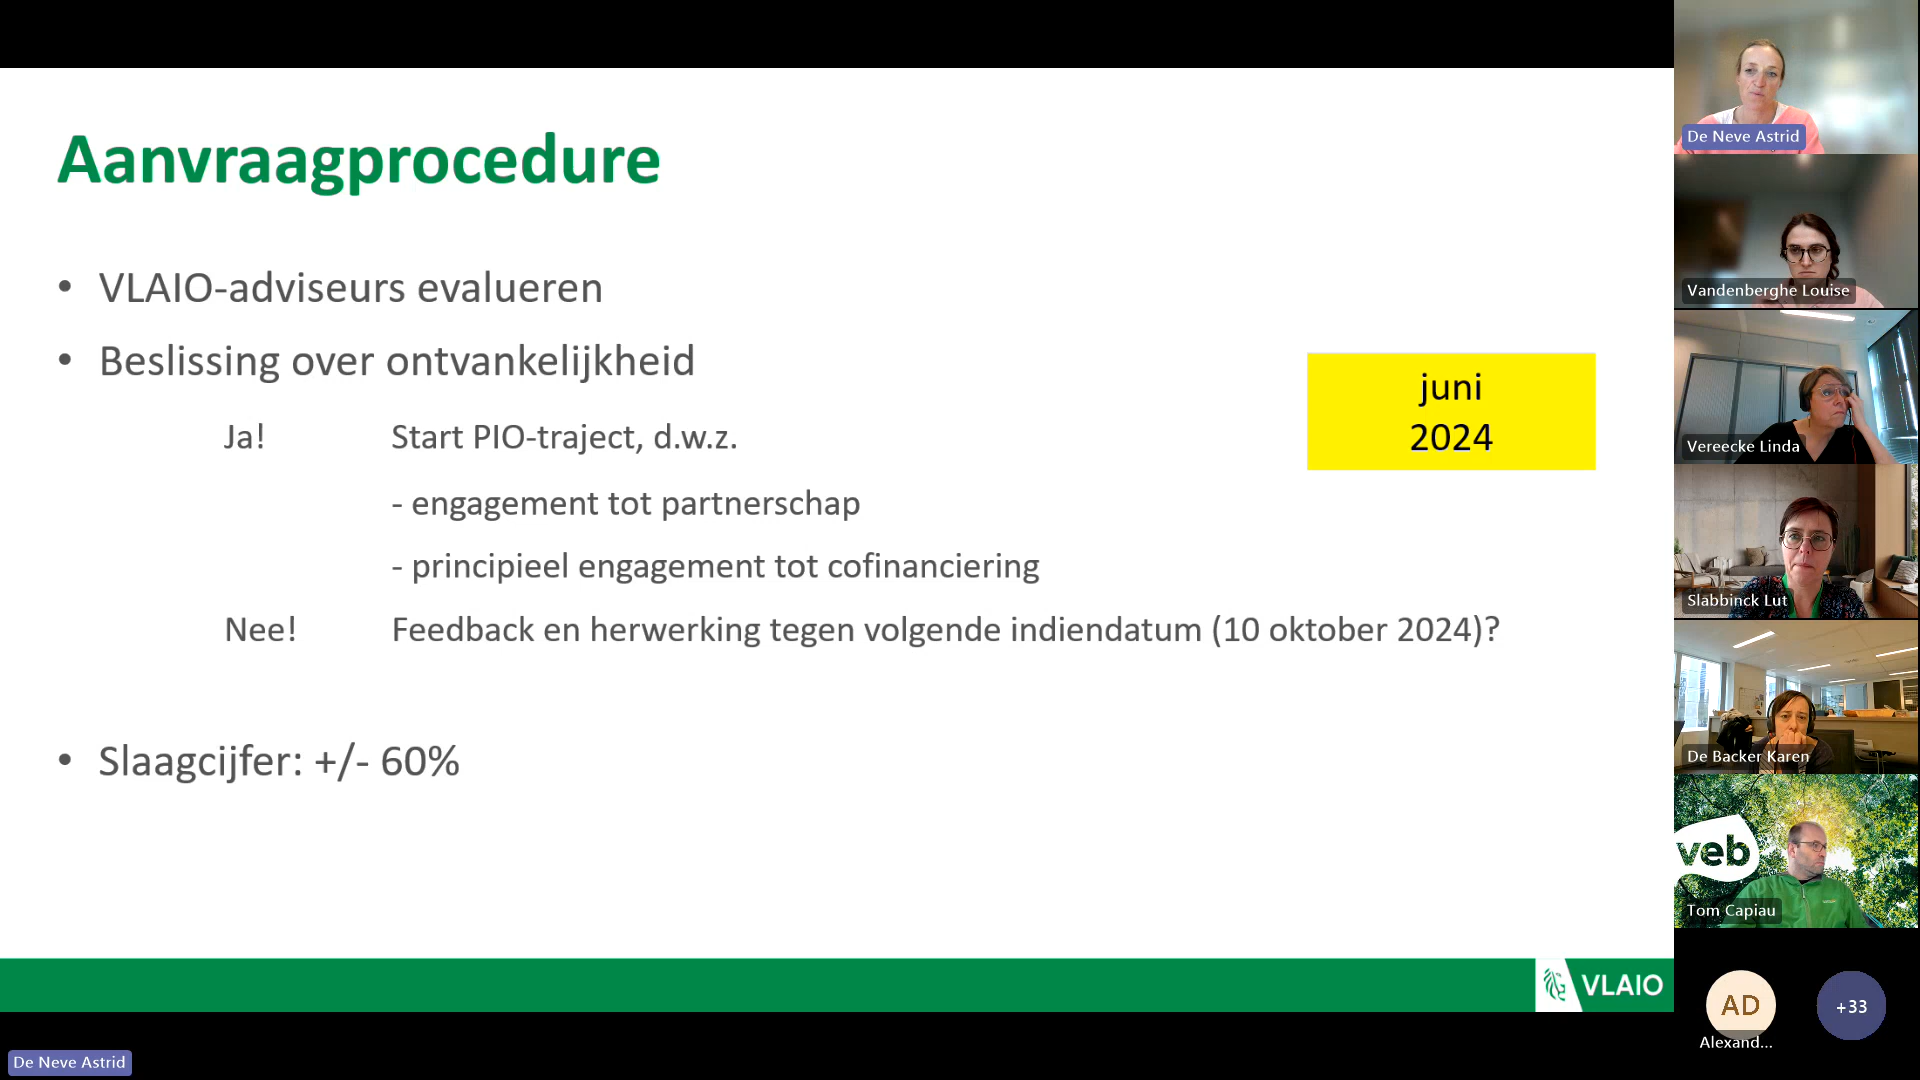 Aanvraagprocedure
• VLAIO-adviseurs evalueren
• Beslissing over ontvankelijkheid
Ja! Start PIO-traject, d.w.z.
- engagement tot partnerschap
- principieel engagement tot cofinanciering
Nee! Feedback en herwerking tegen volgende indiendatum (10 oktober 2024)?
• Slaagcijfer: +/- 60%
juni
2024
VLAIO
De Neve Astrid
De Neve Astrid
Vandenberghe Louise
Vereecke Linda
Slabbinck Lut
De Backer Karen
veb
Tom Capiau
AD
Alexand...
+33